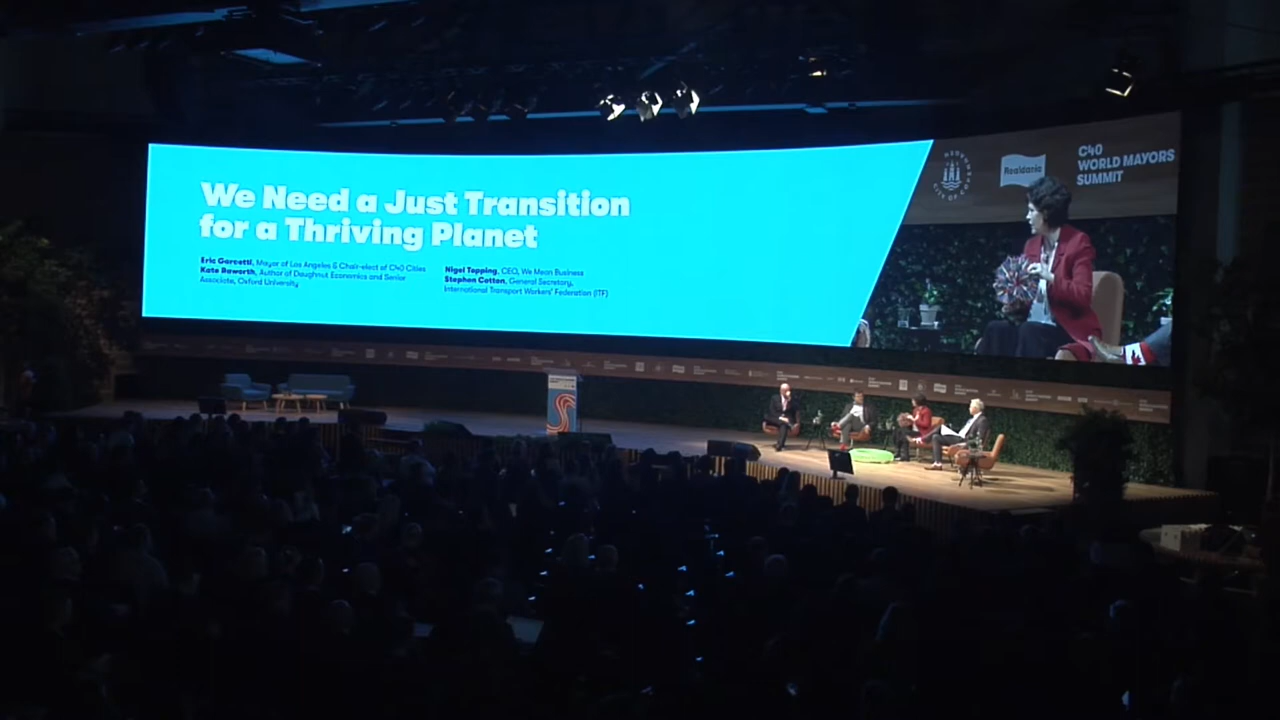 We Need a Just Transition
for a Thriving Planet
Eric Garcetti, Mayor of Los Angeles & Chair-elect of C40 Cities
Kate Raworth, Author of Doughnut Economics and Senior
Associate, Oxford University
Nigel Topping, CEO, We Mean Business
Stephen Cotton, General Secretary,
International Transport Workers' Federation (ITF)
Realdania
C40
WORLD MAYORS
SUMMIT